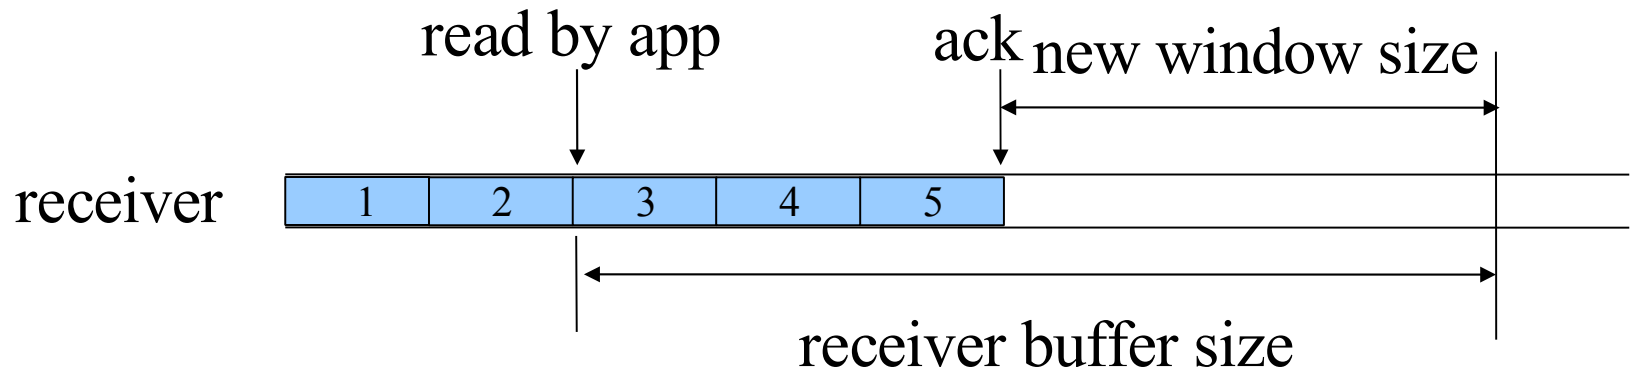 read by app
ack
new window size
receiver
1
2
3
4
5
receiver buffer size